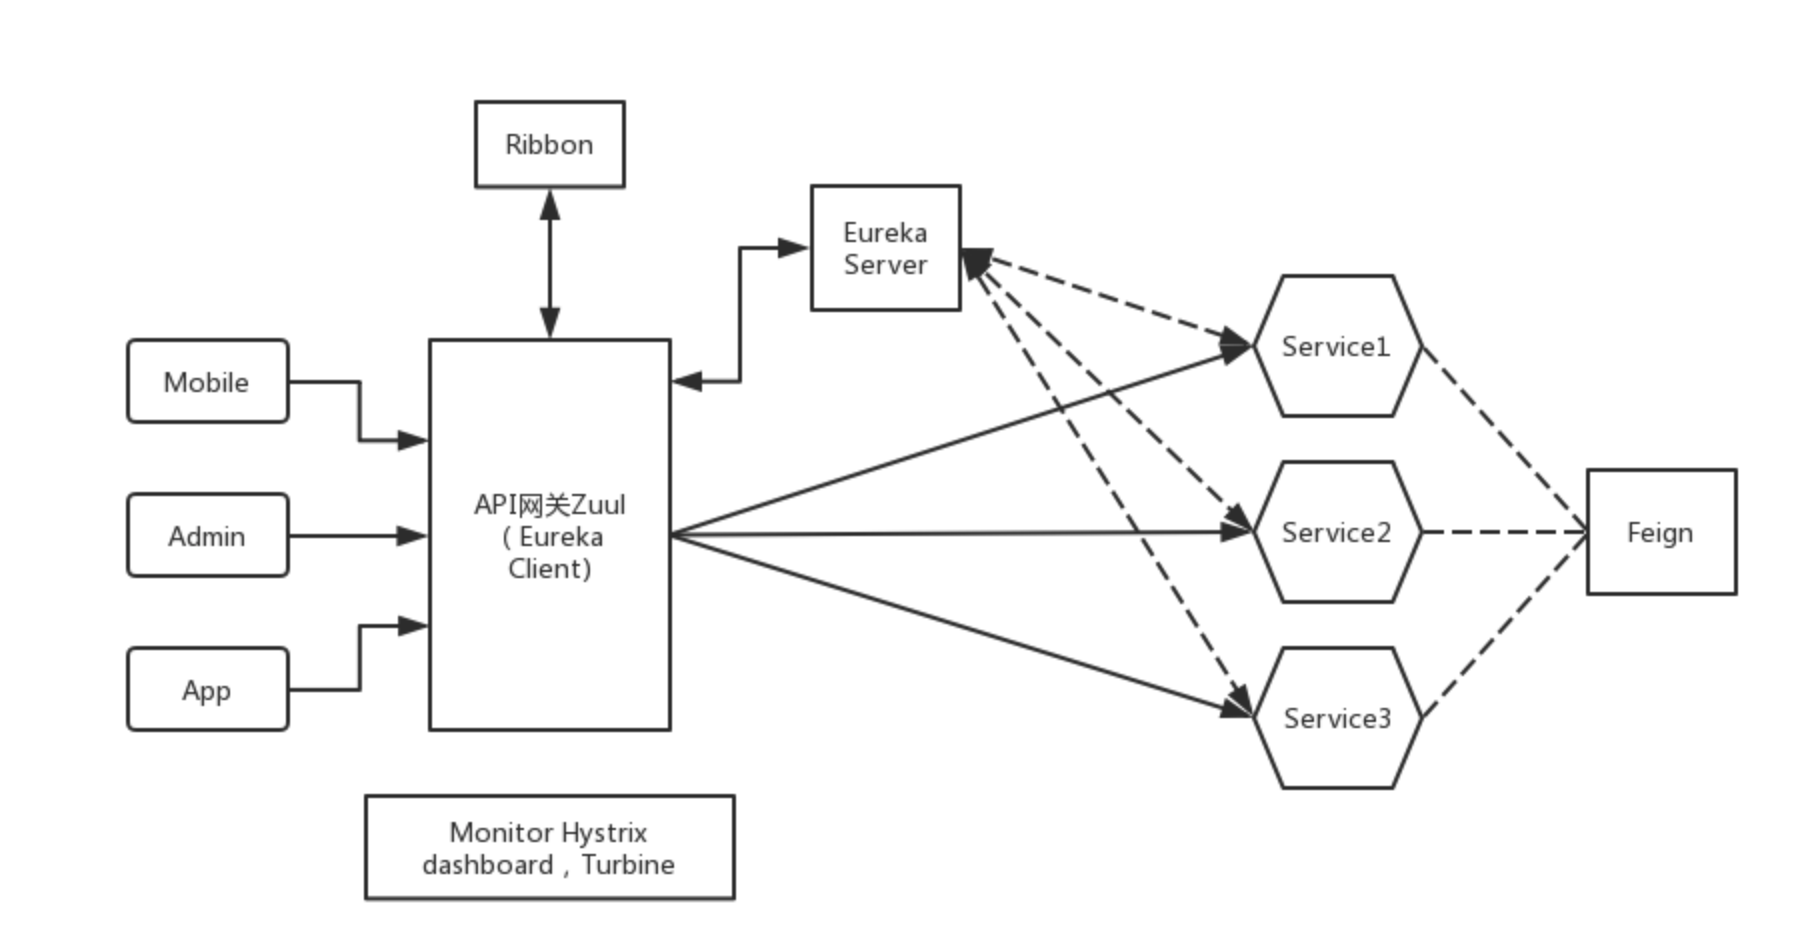 Ribbon
Eureka
Server
Service1
Mobile
API网关Zuul
( Eureka
Client)
Admin
Service2
Feign
App
Service3
Monitor Hystrix
dashboard , Turbine